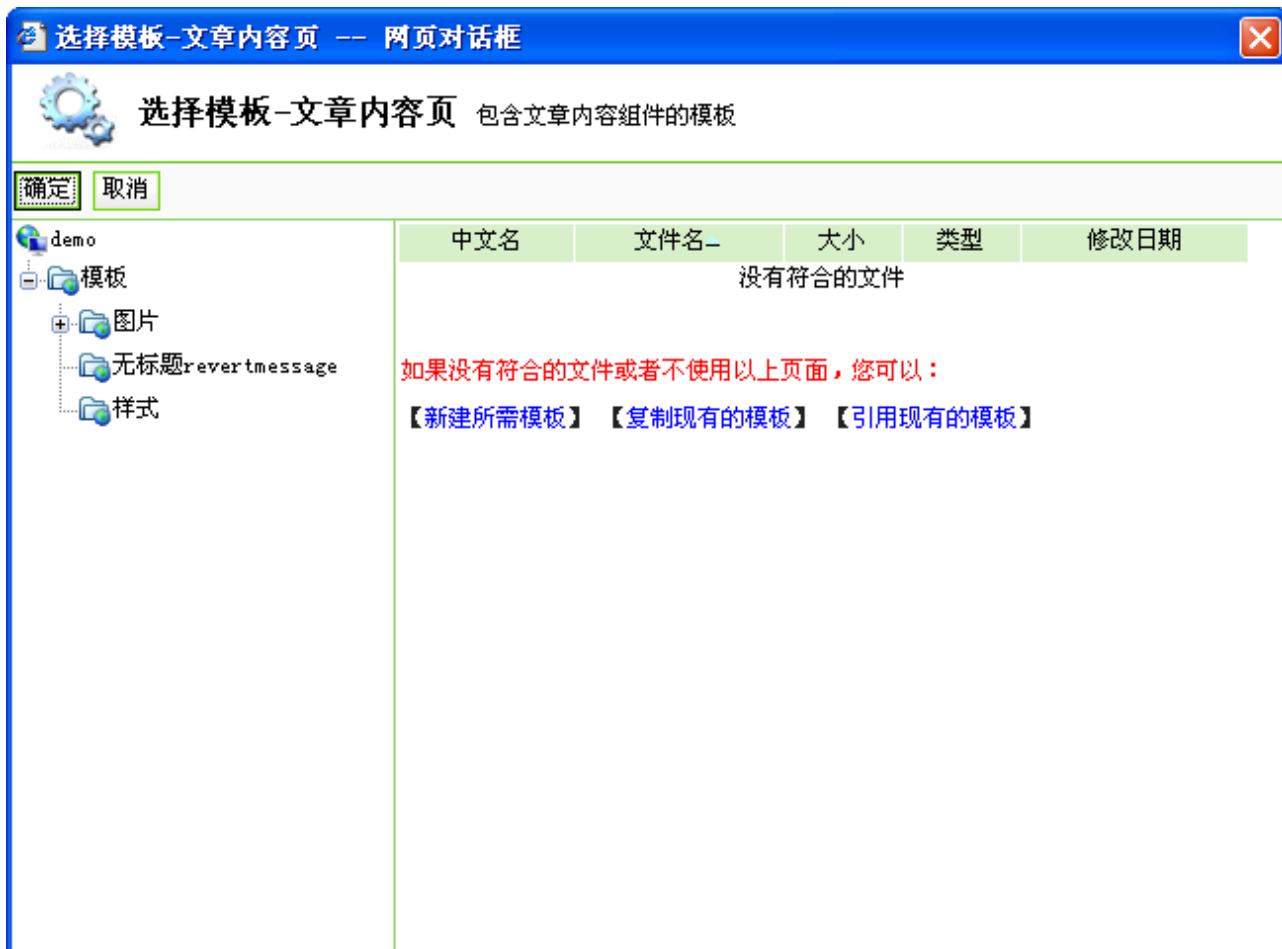 选择模板-文章内容页 -- 网页对话框
选择模板-文章内容页 包含文章内容组件的模板
确定 取消
demo
模板
图片
无标题revertmessage
样式
中文名 文件名 大小 类型 修改日期
没有符合的文件
如果没有符合的文件或者不使用以上页面，您可以：
【新建所需模板】 【复制现有的模板】 【引用现有的模板】